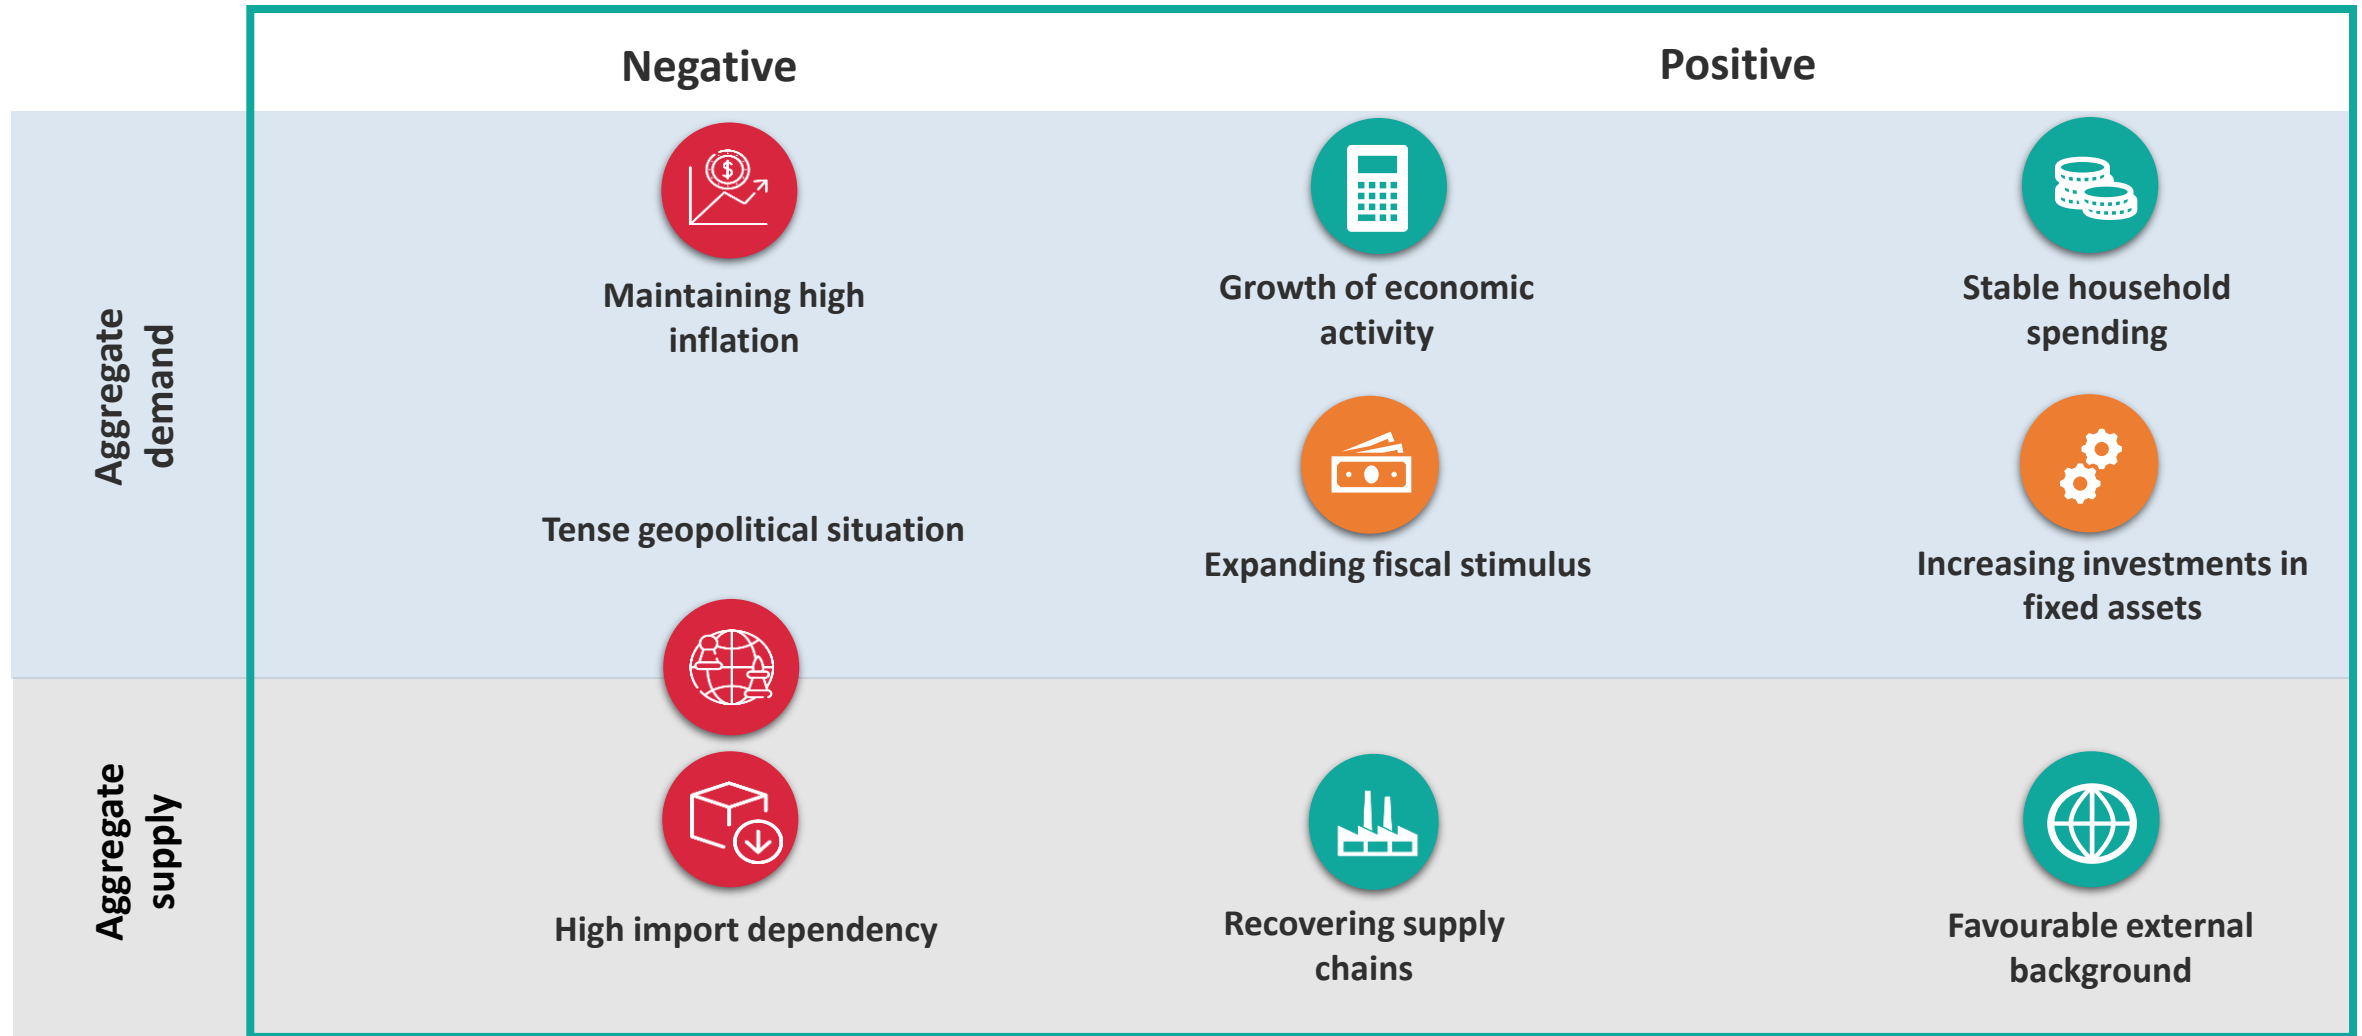 Negative
Positive
Aggregate
demand
Maintaining high
inflation
Growth of economic
activity
Stable household
spending
Tense geopolitical situation
Expanding fiscal stimulus
Increasing investments in
fixed assets
Aggregate
supply
High import dependency
Recovering supply
chains
Favourable external
background
$